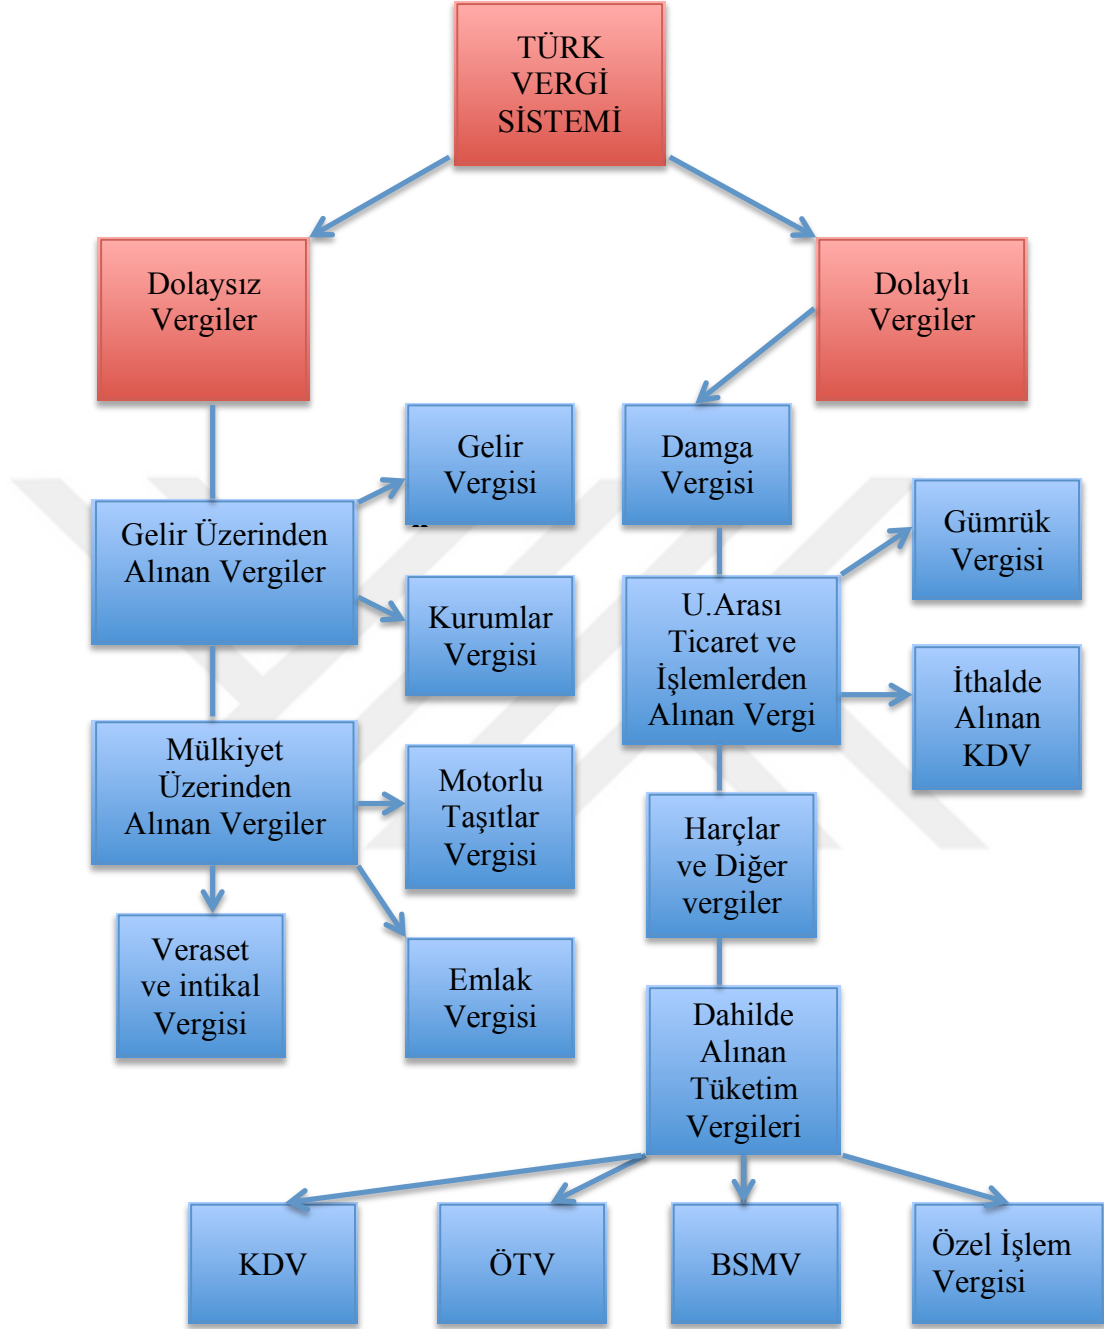 TÜRK
VERGİ
SİSTEMİ
Dolaysız
Vergiler
Dolaylı
Vergiler
Gelir
Vergisi
Damga
Vergisi
Gelir Üzerinden
Alınan Vergiler
Gümrük
Vergisi
Kurumlar
Vergisi
U.Arası
Ticaret ve
İşlemlerden
Alınan Vergi
İthalde
Alınan
KDV
Mülkiyet
Üzerinden
Alınan Vergiler
Motorlu
Taşıtlar
Vergisi
Harçlar
ve Diğer
vergiler
Veraset
ve intikal
Vergisi
Emlak
Vergisi
Dahilde
Alınan
Tüketim
Vergileri
KDV
ÖTV
BSMV
Özel İşlem
Vergisi